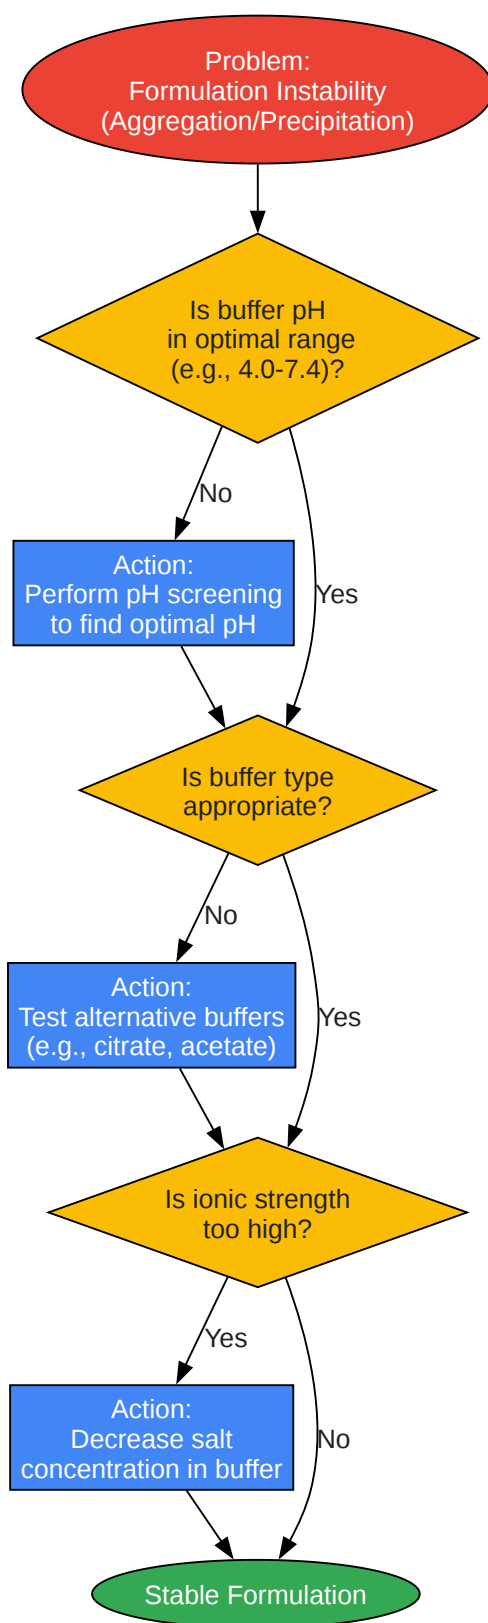 Problem:
Formulation Instability
(Aggregation/Precipitation)
Is buffer pH
in optimal range
(e.g., 4.0-7.4)?
No
Yes
Action:
Perform pH screening
to find optimal pH
Is buffer type
appropriate?
No
Yes
Action:
Test alternative buffers
(e.g., citrate, acetate)
Is ionic strength
too high?
Yes
No
Action:
Decrease salt
concentration in buffer
Stable Formulation